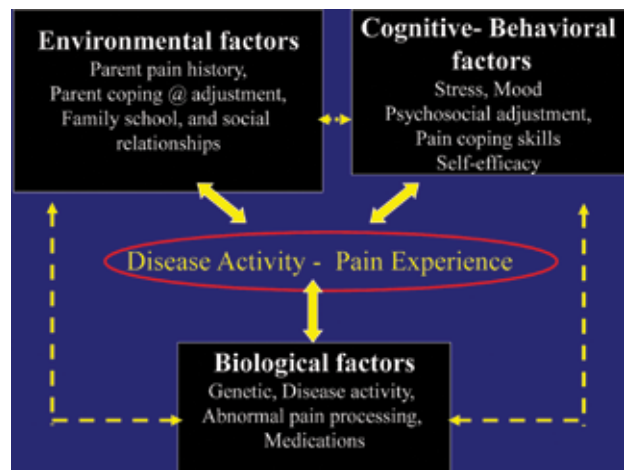 Environmental factors
Parent pain history,
Parent coping @ adjustment,
Family school, and social
relationships
Cognitive- Behavioral
factors
Stress, Mood
Psychosocial adjustment,
Pain coping skills
Self-efficacy
Disease Activity - Pain Experience
Biological factors
Genetic, Disease activity,
Abnormal pain processing,
Medications